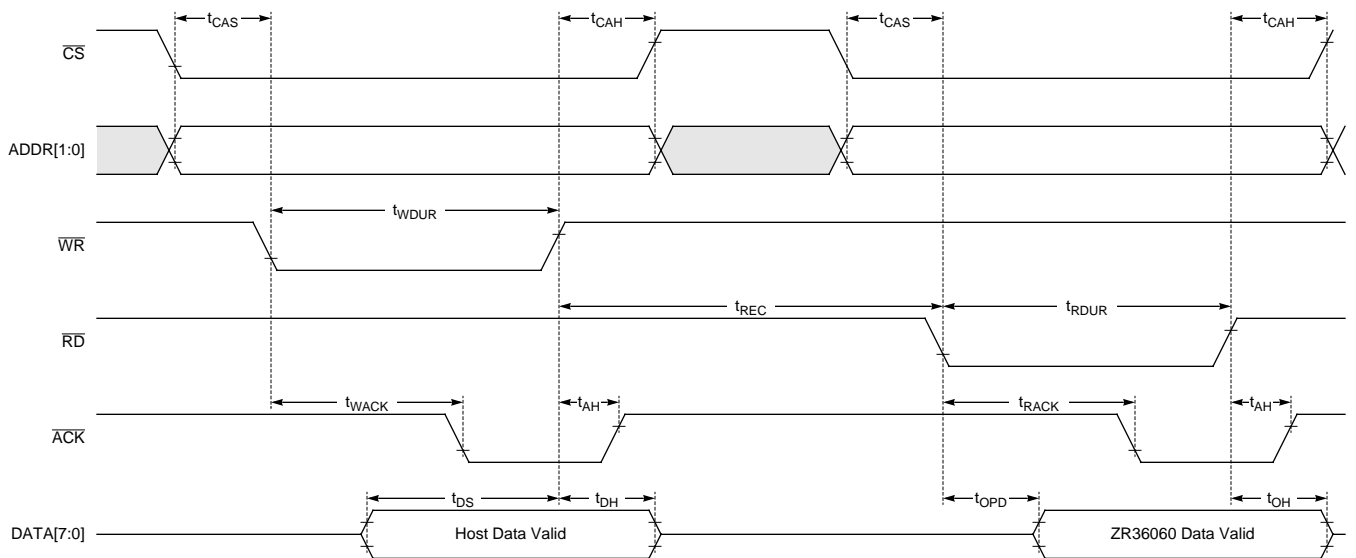 tCAS tCAH tCAS tCAH
CS
ADDR[1:0]
tWDUR
WR
tREC tRDUR
RD
tWACK tAH tRACK tAH
ACK
tDS tDH tOPD tOH
DATA[7:0] Host Data Valid ZR36060 Data Valid